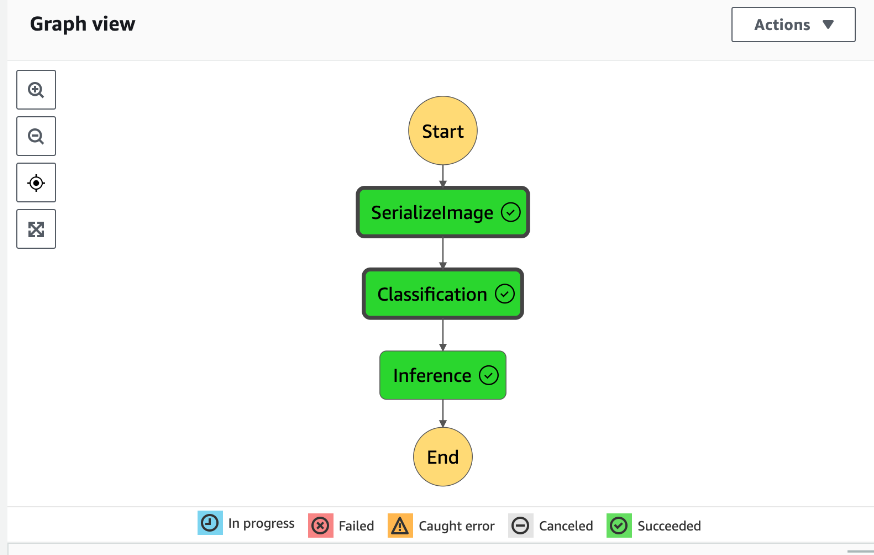 Graph view
Actions
Start
SerializeImage
Classification
Inference
End
In progress
Failed
Caught error
Canceled
Succeeded